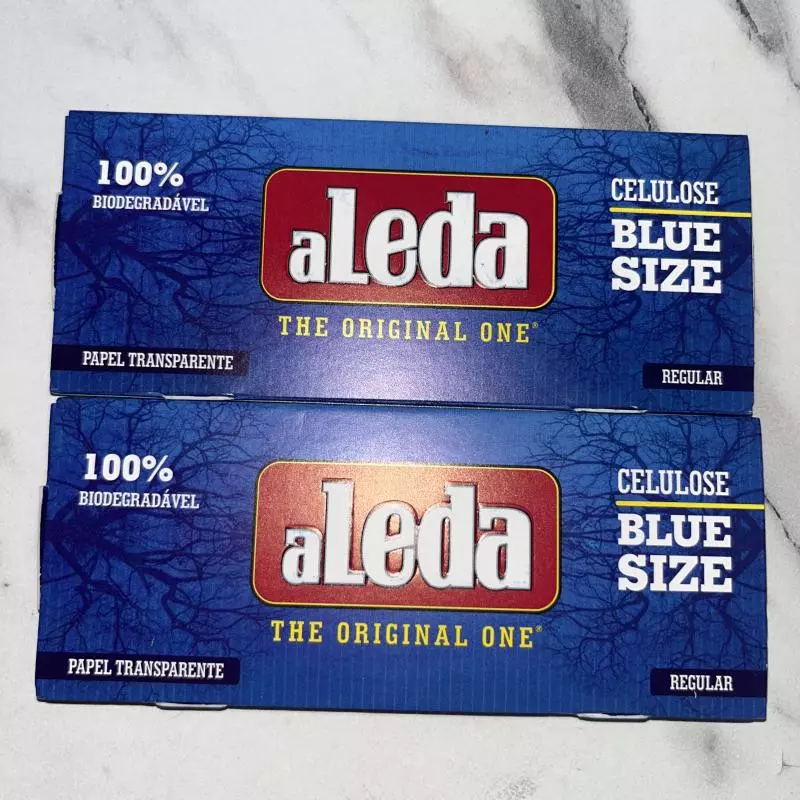 100%
BIODEGRADÁVEL
aLeda
THE ORIGINAL ONE®
CELULOSE
BLUE
SIZE
PAPEL TRANSPARENTE
REGULAR
100%
BIODEGRADÁVEL
aLeda
THE ORIGINAL ONE®
CELULOSE
BLUE
SIZE
PAPEL TRANSPARENTE
REGULAR